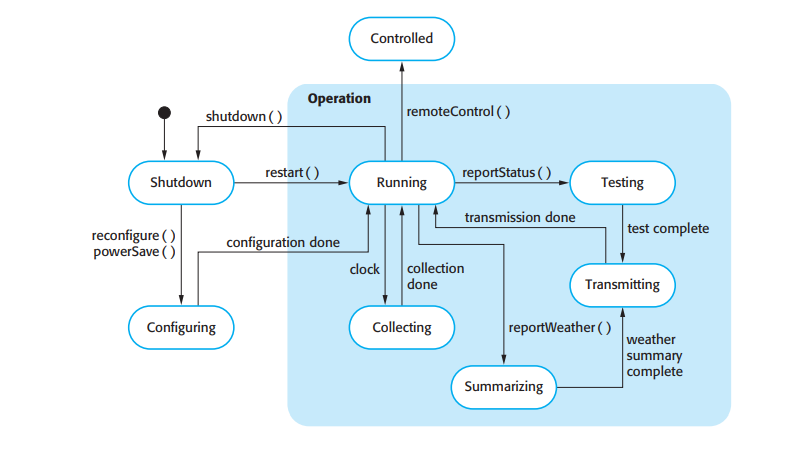 Controlled
Operation
shutdown ( )
remoteControl ( )
Shutdown
restart ( )
Running
reportStatus ( )
Testing
reconfigure ( )
powerSave ( )
configuration done
transmission done
test complete
clock
collection
done
Transmitting
Configuring
Collecting
reportWeather ( )
weather
summary
complete
Summarizing